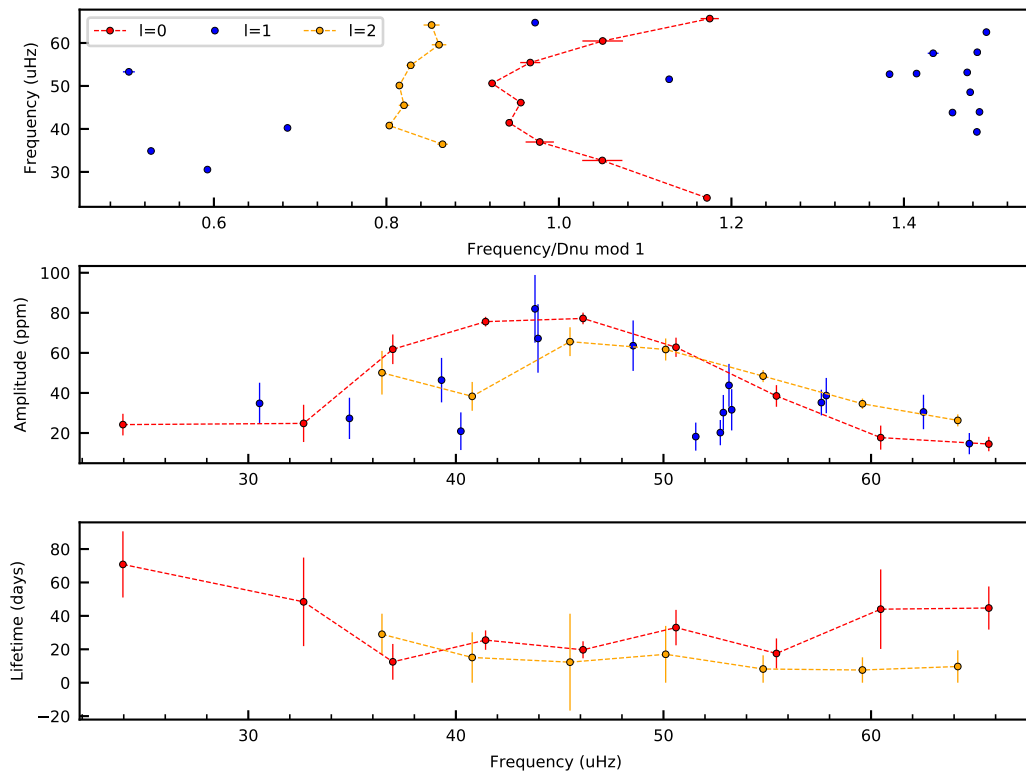 l=0 l=1 l=2
60
50
40
30
Frequency (uHz)
0.6 0.8 1.0 1.2 1.4
Frequency/Dnu mod 1
100
80
60
40
20
Amplitude (ppm)
30 40 50 60
80
60
40
20
0
−20
Lifetime (days)
30 40 50 60
Frequency (uHz)